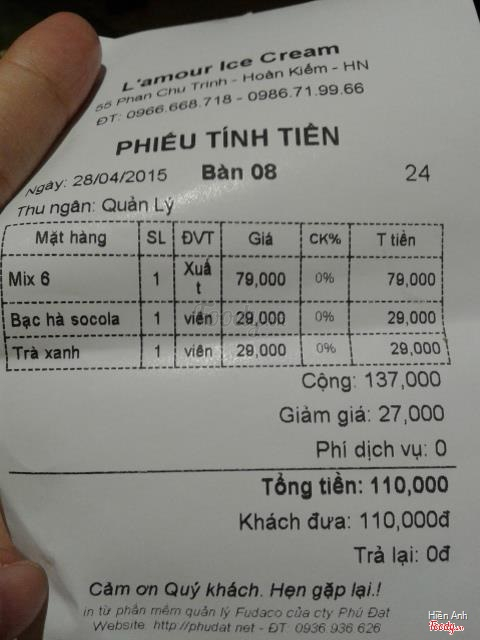 L'amour Ice Cream
55 Phan Chu Trinh - Hoàn Kiếm - HN
ĐT: 0966.668.718 - 0986.71.99.66
PHIẾU TÍNH TIỀN
Ngày: 28/04/2015 Bàn 08 24
Thu ngân: Quản Lý
Mặt hàng SL ĐVT Giá CK% T tiền
Mix 6 1 Xuất 79,000 0% 79,000
Bạc hà socola 1 viên 29,000 0% 29,000
Trà xanh 1 viên 29,000 0% 29,000
Cộng: 137,000
Giảm giá: 27,000
Phí dịch vụ: 0
Tổng tiền: 110,000
Khách đưa: 110,000đ
Trả lại: 0đ
Cảm ơn Quý khách. Hẹn gặp lại.!
in từ phần mềm quản lý Fudaco của cty Phú Đạt
Website. http://phudat.net - ĐT: 0936.936.626
Hiền Anh
Foody.vn